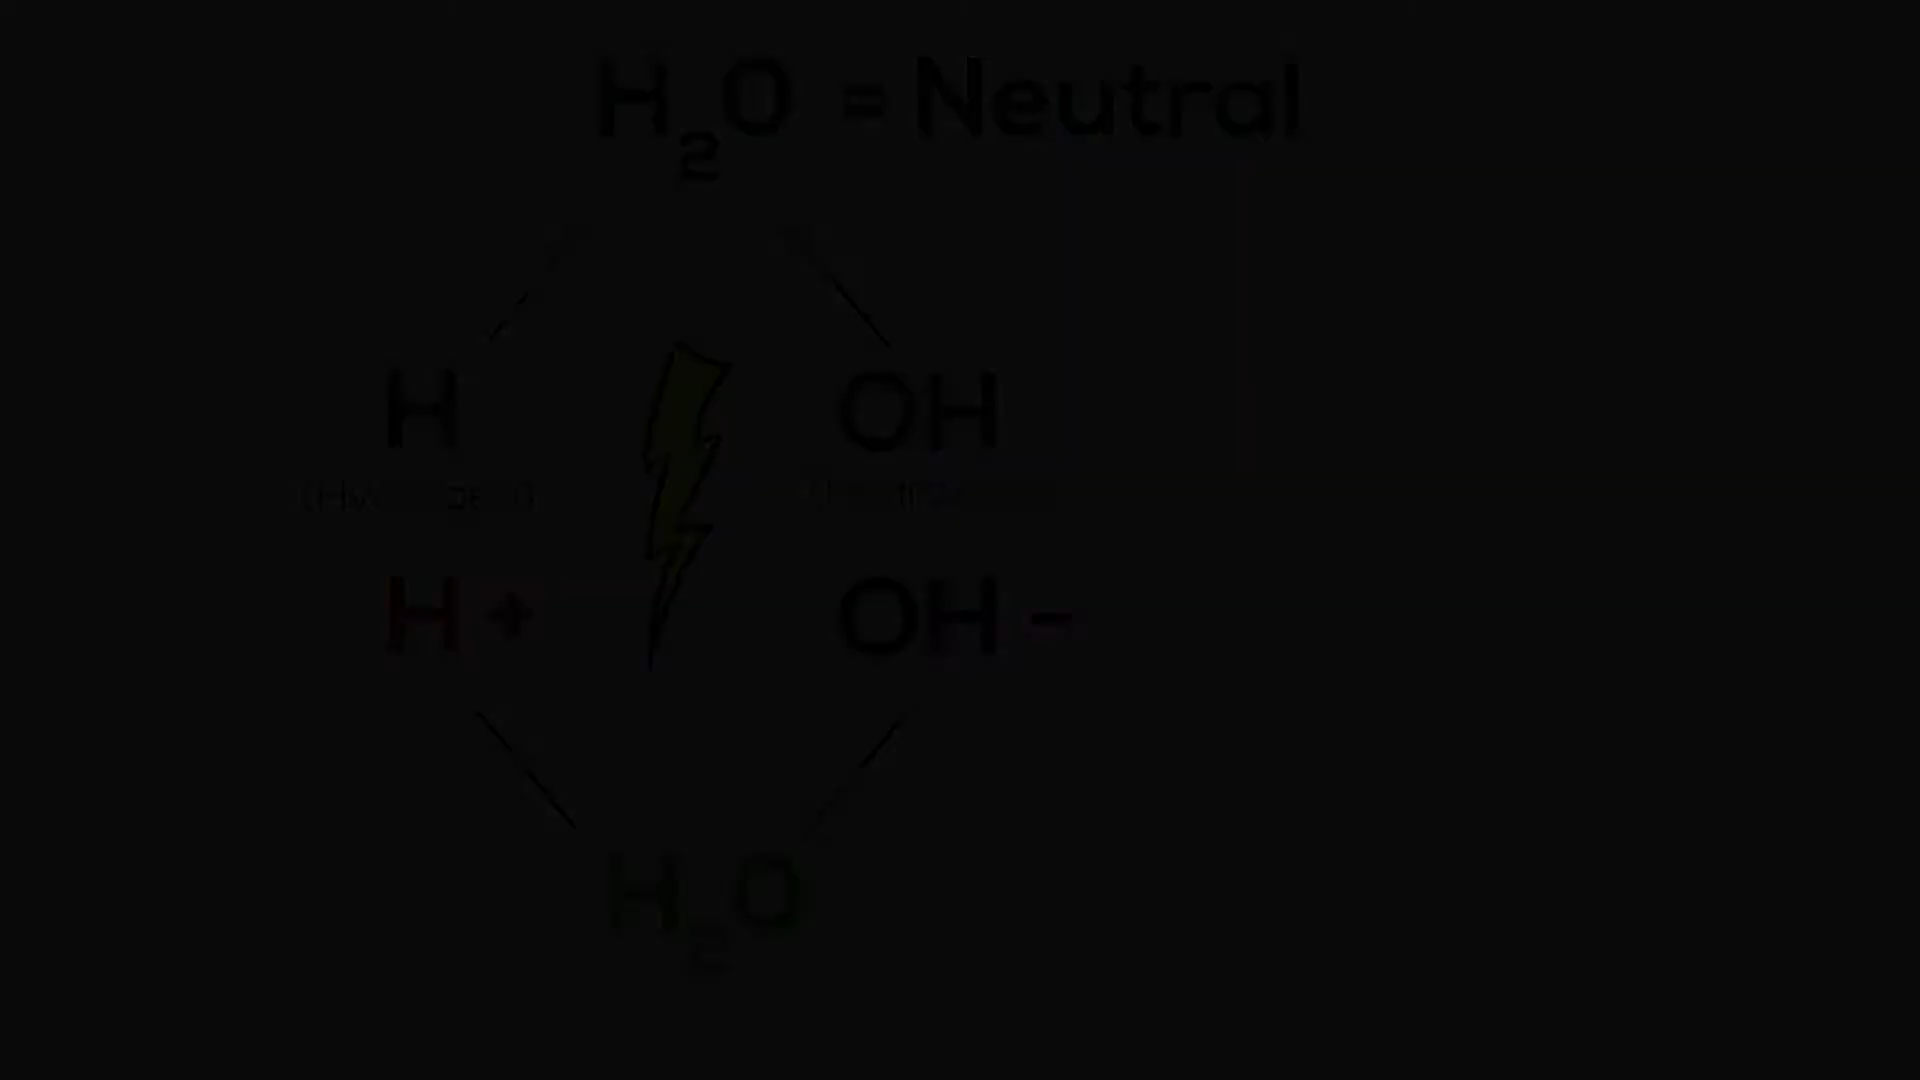 H₂O = Neutral
H OH
H + OH -
H₂O